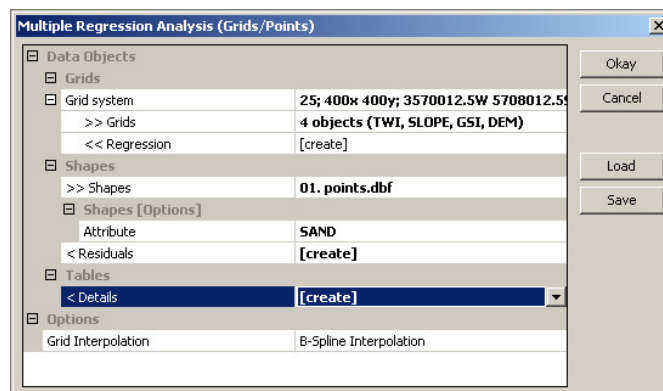 Multiple Regression Analysis (Grids/Points)
Data Objects
Grids
Grid system 25; 400x 400y; 3570012.5W 5708012.5
>> Grids 4 objects (TWI, SLOPE, GSI, DEM)
<< Regression [create]
Shapes
>> Shapes 01. points.dbf
Shapes [Options]
Attribute SAND
< Residuals [create]
Tables
< Details [create]
Options
Grid Interpolation B-Spline Interpolation
Okay
Cancel
Load
Save